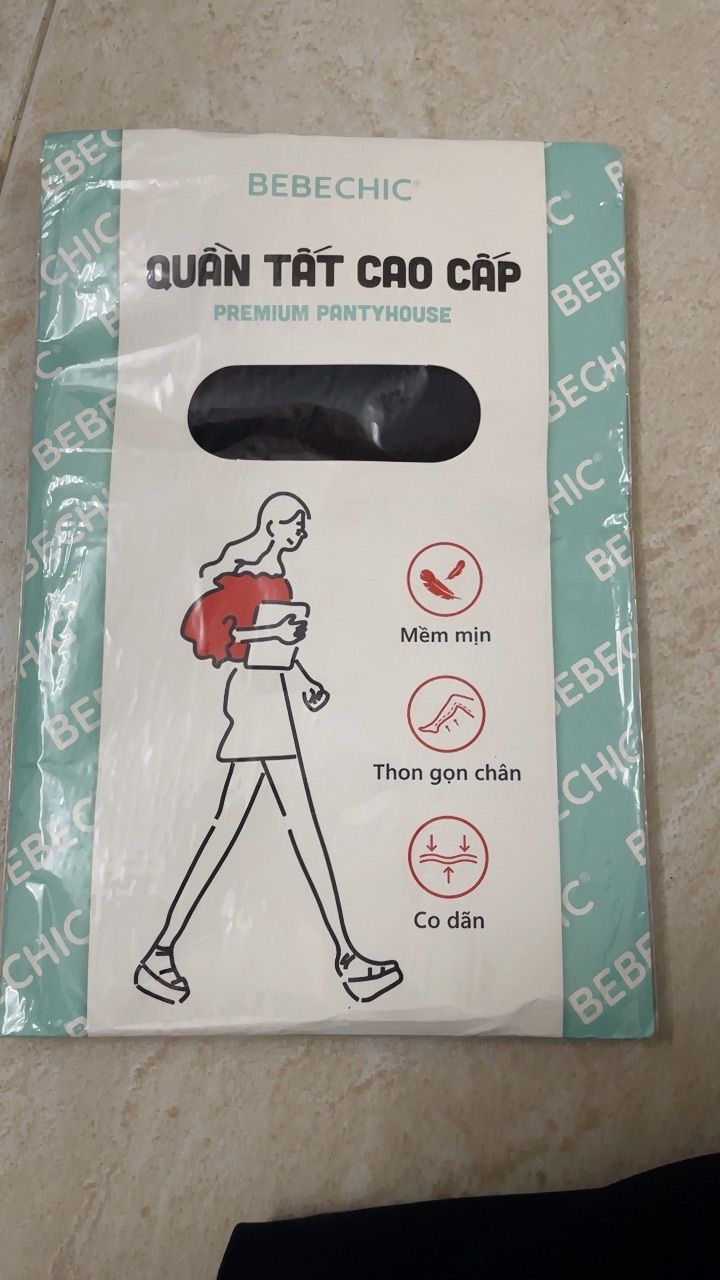 BEBECHIC®
QUẦN TẤT CAO CẤP
PREMIUM PANTYHOUSE
Mềm mịn
Thon gọn chân
Co dãn